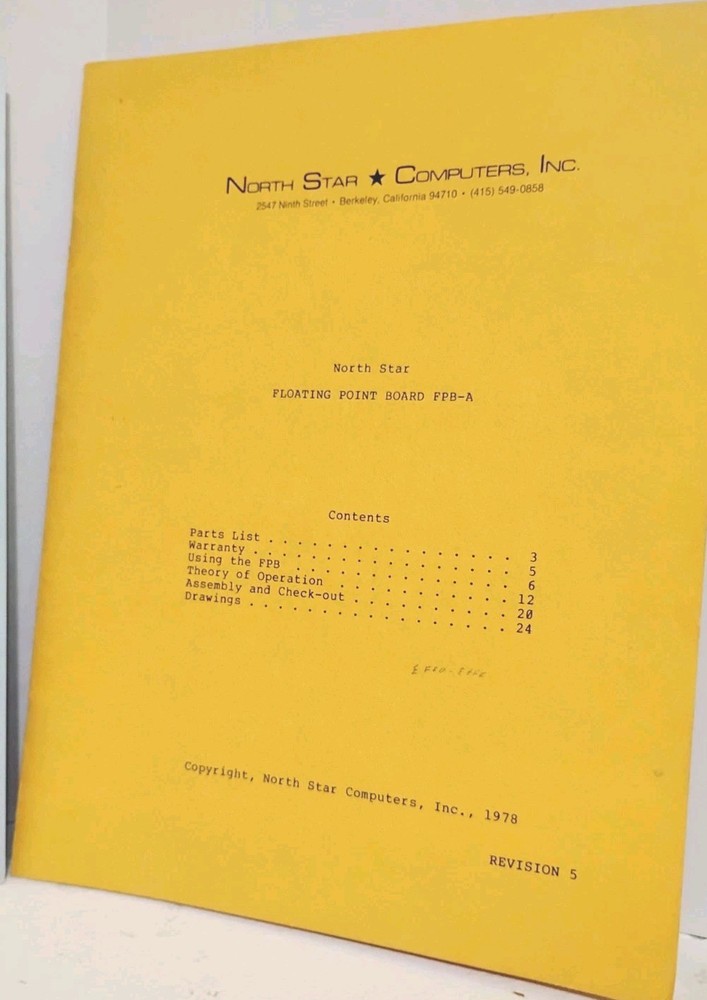 NORTH STAR ★ COMPUTERS, INC.
2547 Ninth Street • Berkeley, California 94710 • (415) 549-0858
North Star
FLOATING POINT BOARD FPB-A
Contents
Parts List . . . . . . . . . . . . . . . . . 3
Warranty . . . . . . . . . . . . . . . . . . 5
Using the FPB . . . . . . . . . . . . . . . 6
Theory of Operation . . . . . . . . . . . . 12
Assembly and Check-out . . . . . . . . . . . 20
Drawings . . . . . . . . . . . . . . . . . . 24
Copyright, North Star Computers, Inc., 1978
REVISION 5